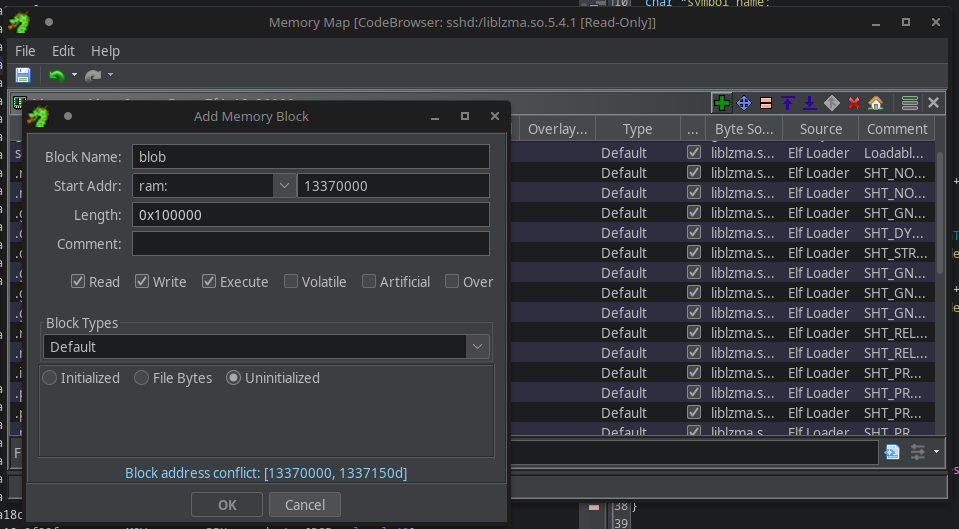 Memory Map [CodeBrowser: sshd:/liblzma.so.5.4.1 [Read-Only]]
File Edit Help
Add Memory Block
Block Name: blob
Start Addr: ram: 13370000
Length: 0x100000
Comment:
Read Write Execute Volatile Artificial Over
Block Types
Default
Initialized File Bytes Uninitialized
Block address conflict: [13370000, 1337150d]
OK Cancel
Overlay... Type ... Byte So... Source Comment
Default liblzma.s... Elf Loader Loadabl...
Default liblzma.s... Elf Loader SHT_NO...
Default liblzma.s... Elf Loader SHT_NO...
Default liblzma.s... Elf Loader SHT_GN...
Default liblzma.s... Elf Loader SHT_DY...
Default liblzma.s... Elf Loader SHT_STR...
Default liblzma.s... Elf Loader SHT_GN...
Default liblzma.s... Elf Loader SHT_GN...
Default liblzma.s... Elf Loader SHT_GN...
Default liblzma.s... Elf Loader SHT_REL...
Default liblzma.s... Elf Loader SHT_REL...
Default liblzma.s... Elf Loader SHT_PR...
Default liblzma.s... Elf Loader SHT_PR...
Default liblzma.s... Elf Loader SHT_PR...
Default liblzma.s... Elf Loader SHT_PR...
38 }
39